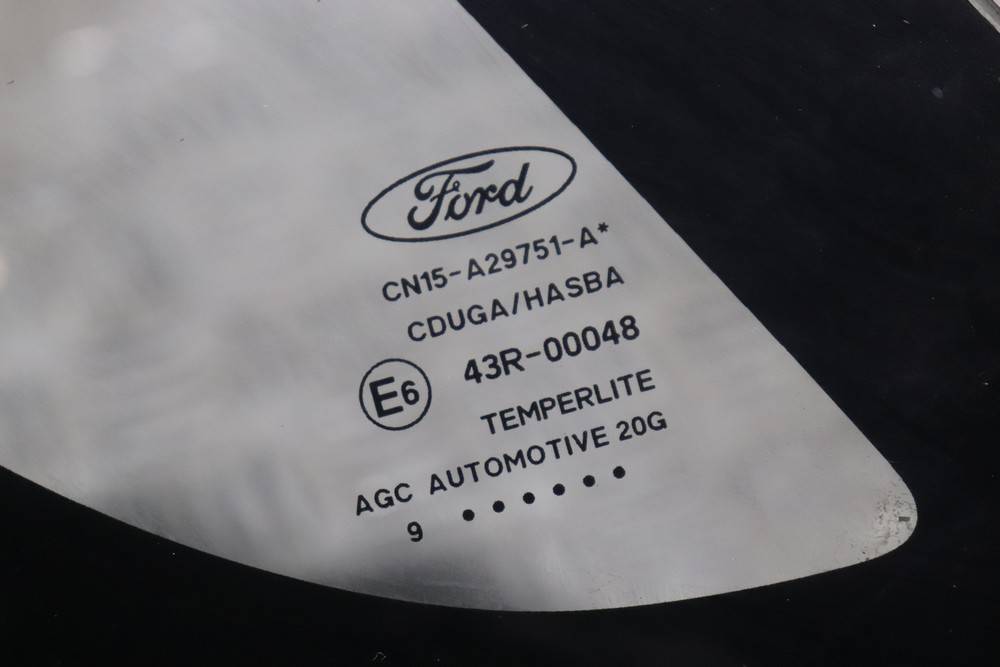 Ford
CN15-A29751-A*
CDUGA/HASBA
E6 43R-00048
TEMPERLITE
AGC AUTOMOTIVE 20G
9 ••••••